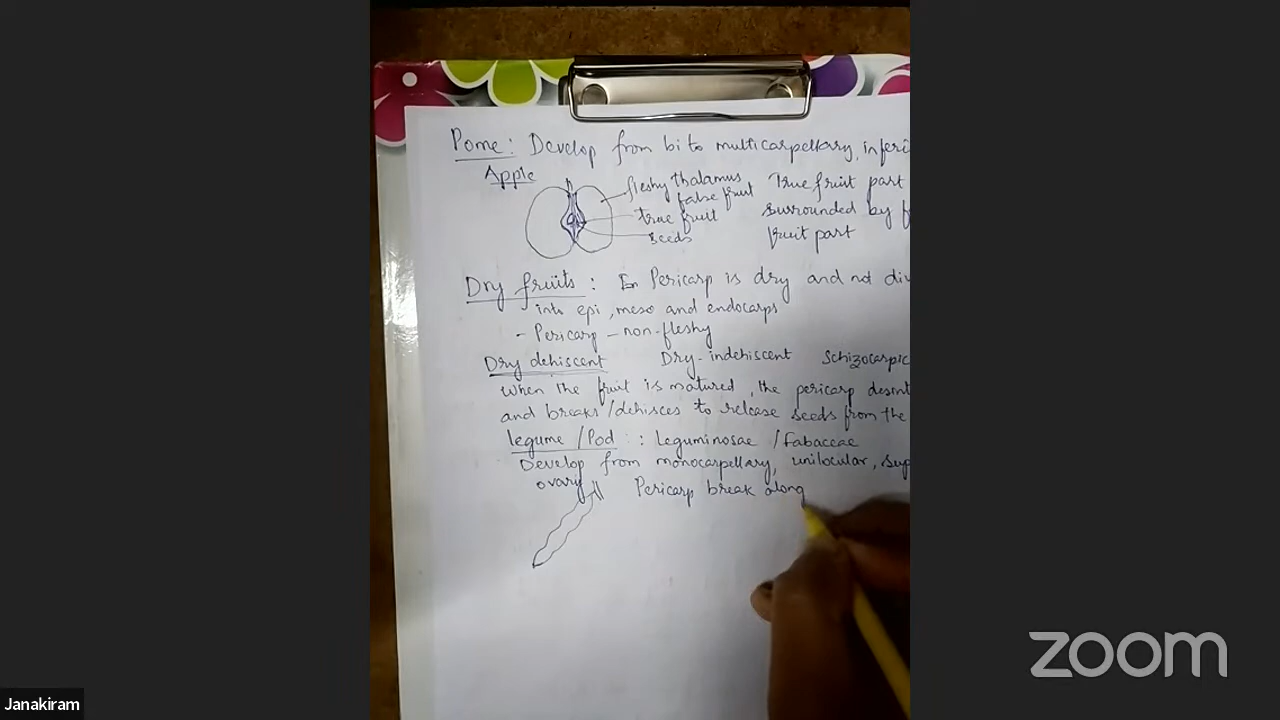 Pome: Develop from bi to multicarpellary, inferi
Apple
fleshy thalamus
false fruit
true fruit
seeds
True fruit part
surrounded by f
fruit part
Dry fruits : Pericarp is dry and not div
into epi, meso and endocarps
- Pericarp - non-fleshy
Dry dehiscent Dry-indehiscent Schizocarpic
When the fruit is matured, the pericarp desint
and breaks/dehisces to release seeds from the
legume/Pod : : Leguminosae /Fabaceae
Develop from monocarpellary, unilocular, sup
ovary
Pericarp break along
zoom
Janakiram